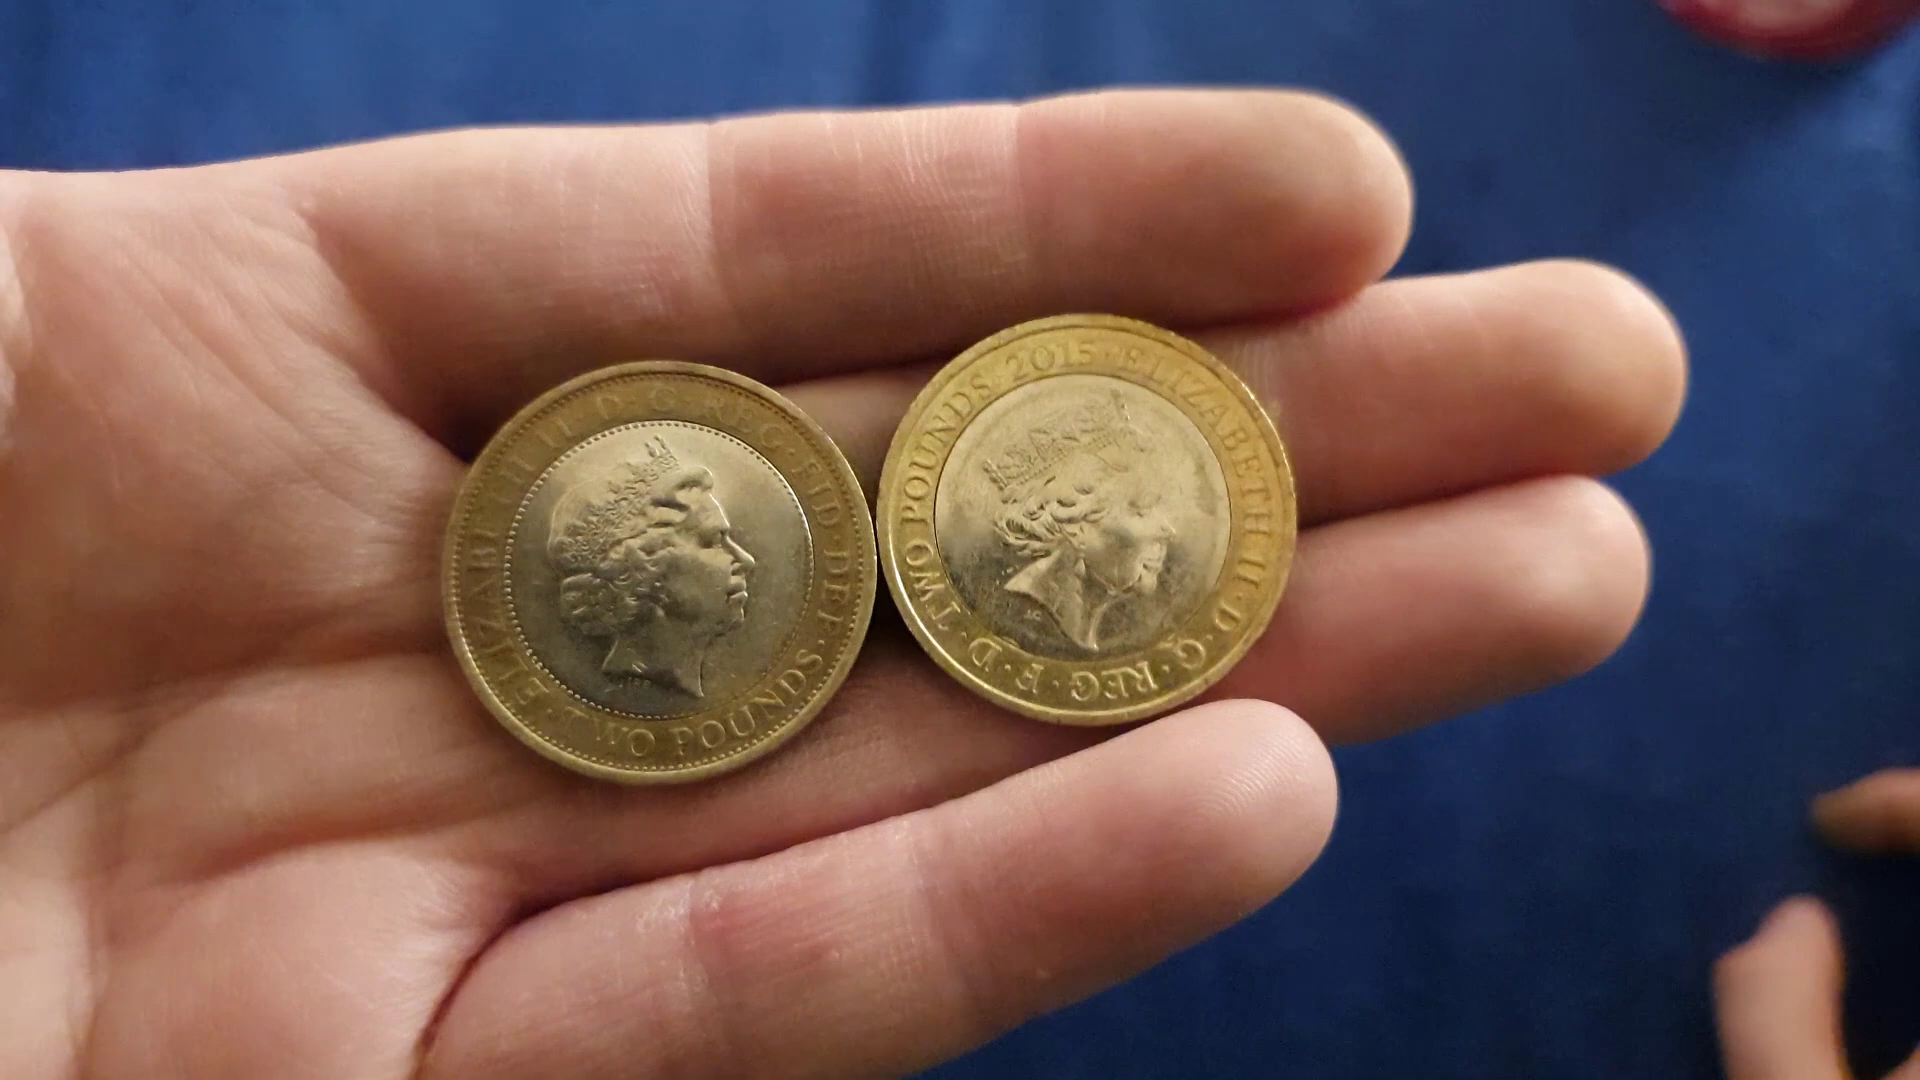 ELIZABETH II · D · G · REG · FID · DEF ·
TWO POUNDS
TWO POUNDS · 2015 · ELIZABETH II · D · G · REG · F · D ·